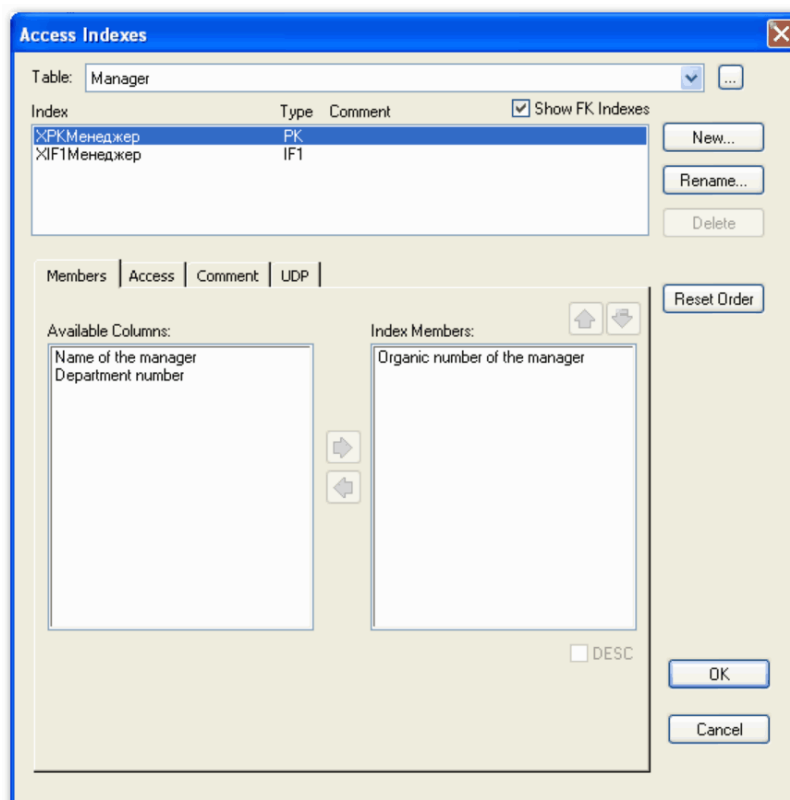 Access Indexes
Table: Manager ...
Index Type Comment Show FK Indexes
XPKМенеджер PK
XIF1Менеджер IF1
New...
Rename...
Delete
Members Access Comment UDP
Reset Order
Available Columns: Index Members:
Name of the manager Organic number of the manager
Department number
DESC
OK
Cancel